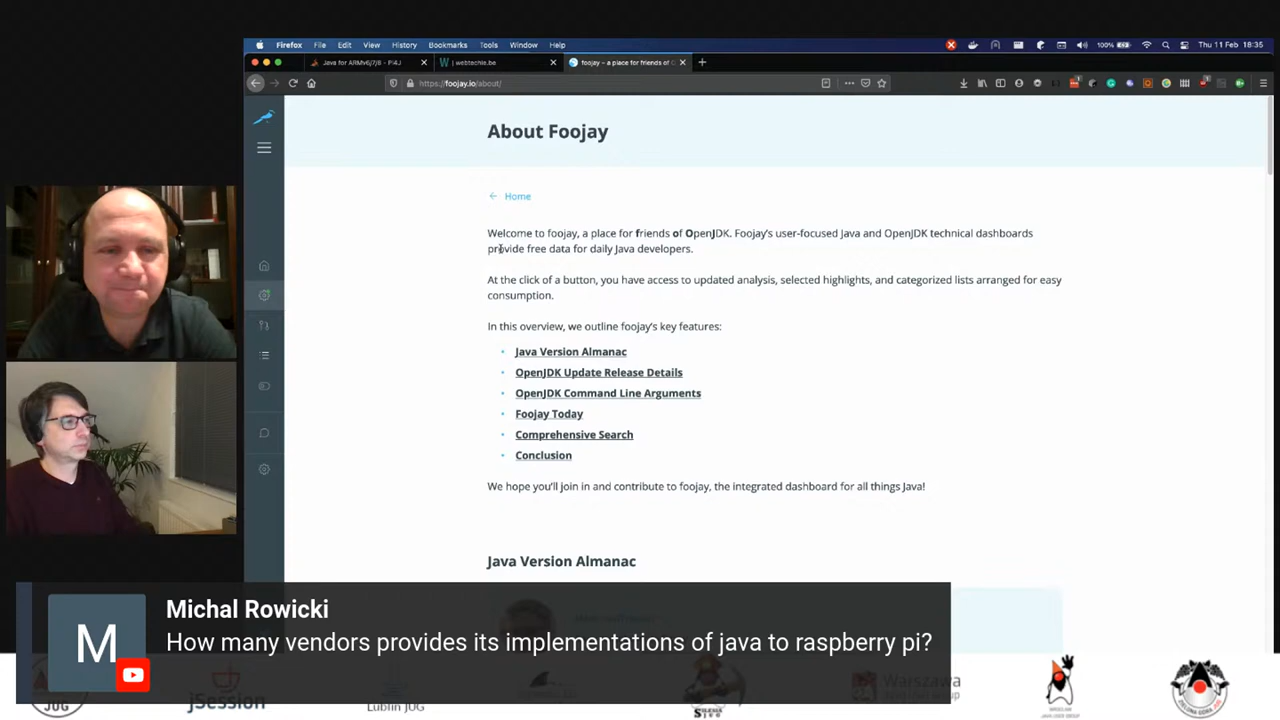 Firefox File Edit View History Bookmarks Tools Window Help 100% Thu 11 Feb 18:35
Java for ARMv6/7/8 - Pi4J
| webtechie.be
foojay – a place for friends of O
https://foojay.io/about/
About Foojay
Home
Welcome to foojay, a place for friends of OpenJDK. Foojay's user-focused Java and OpenJDK technical dashboards
provide free data for daily Java developers.
At the click of a button, you have access to updated analysis, selected highlights, and categorized lists arranged for easy
consumption.
In this overview, we outline foojay's key features:
Java Version Almanac
OpenJDK Update Release Details
OpenJDK Command Line Arguments
Foojay Today
Comprehensive Search
Conclusion
We hope you'll join in and contribute to foojay, the integrated dashboard for all things Java!
Java Version Almanac
M
Michal Rowicki
How many vendors provides its implementations of java to raspberry pi?
JUG
jSession
Lublin JUG
Warszawa